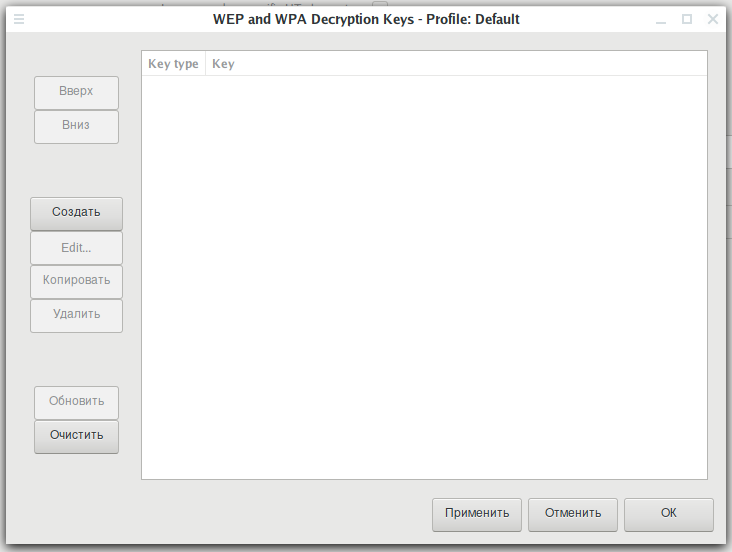 WEP and WPA Decryption Keys - Profile: Default
Key type Key
Вверх
Вниз
Создать
Edit...
Копировать
Удалить
Обновить
Очистить
Применить Отменить OK